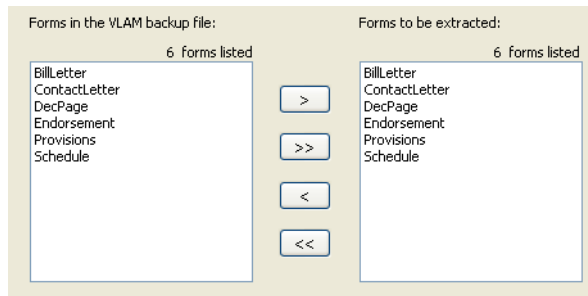 Forms in the VLAM backup file:
6 forms listed
BillLetter
ContactLetter
DecPage
Endorsement
Provisions
Schedule
>
>>
<
<<
Forms to be extracted:
6 forms listed
BillLetter
ContactLetter
DecPage
Endorsement
Provisions
Schedule